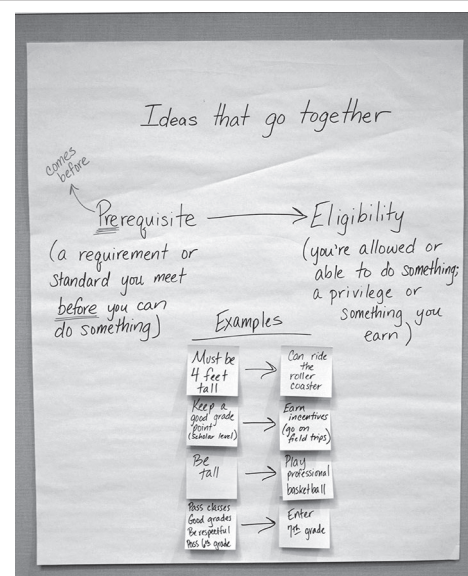 Ideas that go together
comes
before
Prerequisite
(a requirement or
standard you meet
before you can
do something)
Eligibility
(you're allowed or
able to do something;
a privilege or
something you
earn)
Examples
Must be
4 feet
tall
Can ride
the
roller
coaster
Keep a
good grade
point
(scholar level)
Earn
incentives
(go on
field trips)
Be
tall
Play
professional
basketball
Pass classes
Good grades
Be respectful
Pass 6th grade
Enter
7th grade